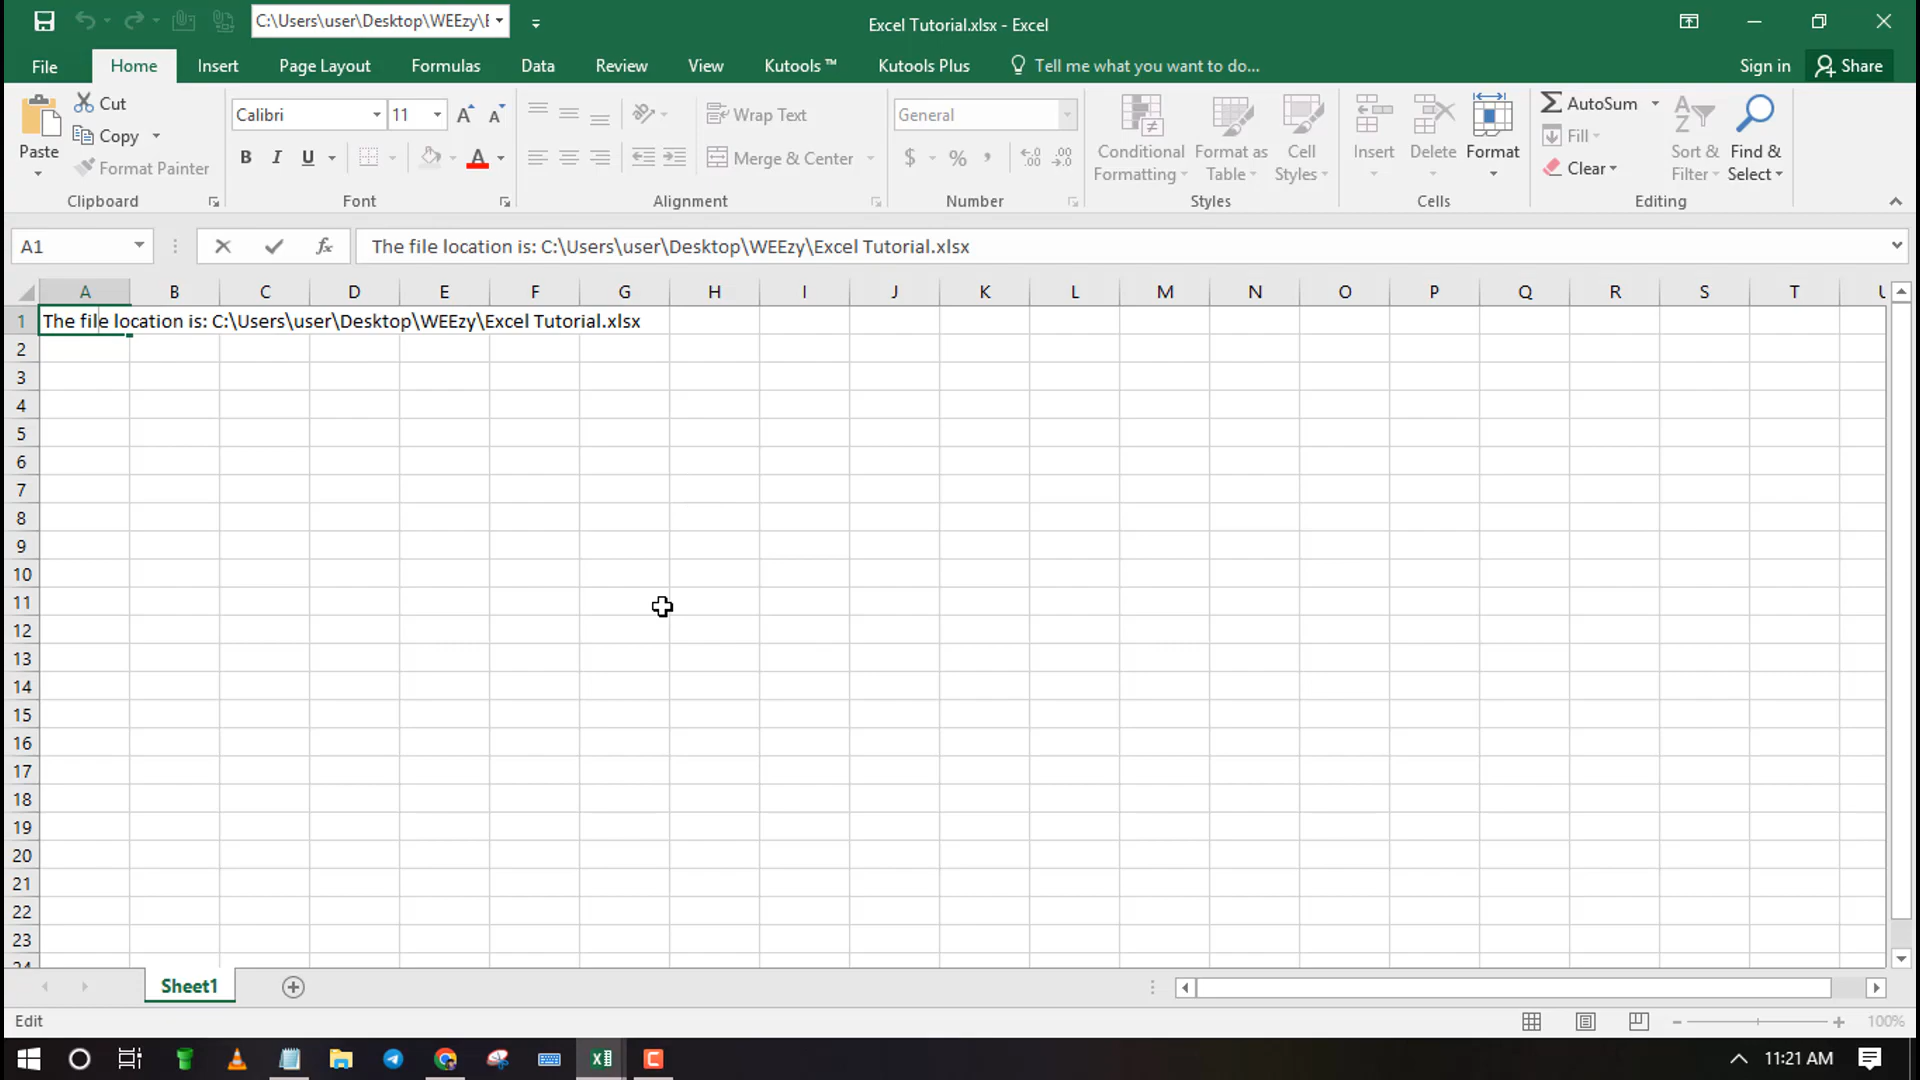 C:\Users\user\Desktop\WEEzy\E
Excel Tutorial.xlsx - Excel
File Home Insert Page Layout Formulas Data Review View Kutools ™ Kutools Plus Tell me what you want to do... Sign in Share
Paste
Cut
Copy
Format Painter
Clipboard
Calibri 11
B I U
Font
Wrap Text
Merge & Center
Alignment
General
$ % ,
Number
Conditional Formatting
Format as Table
Cell Styles
Styles
Insert Delete Format
Cells
AutoSum
Fill
Clear
Sort & Filter
Find & Select
Editing
A1 fx The file location is: C:\Users\user\Desktop\WEEzy\Excel Tutorial.xlsx
A B C D E F G H I J K L M N O P Q R S T U
1 The file location is: C:\Users\user\Desktop\WEEzy\Excel Tutorial.xlsx
2
3
4
5
6
7
8
9
10
11
12
13
14
15
16
17
18
19
20
21
22
23
24
Sheet1
Edit 100%
11:21 AM